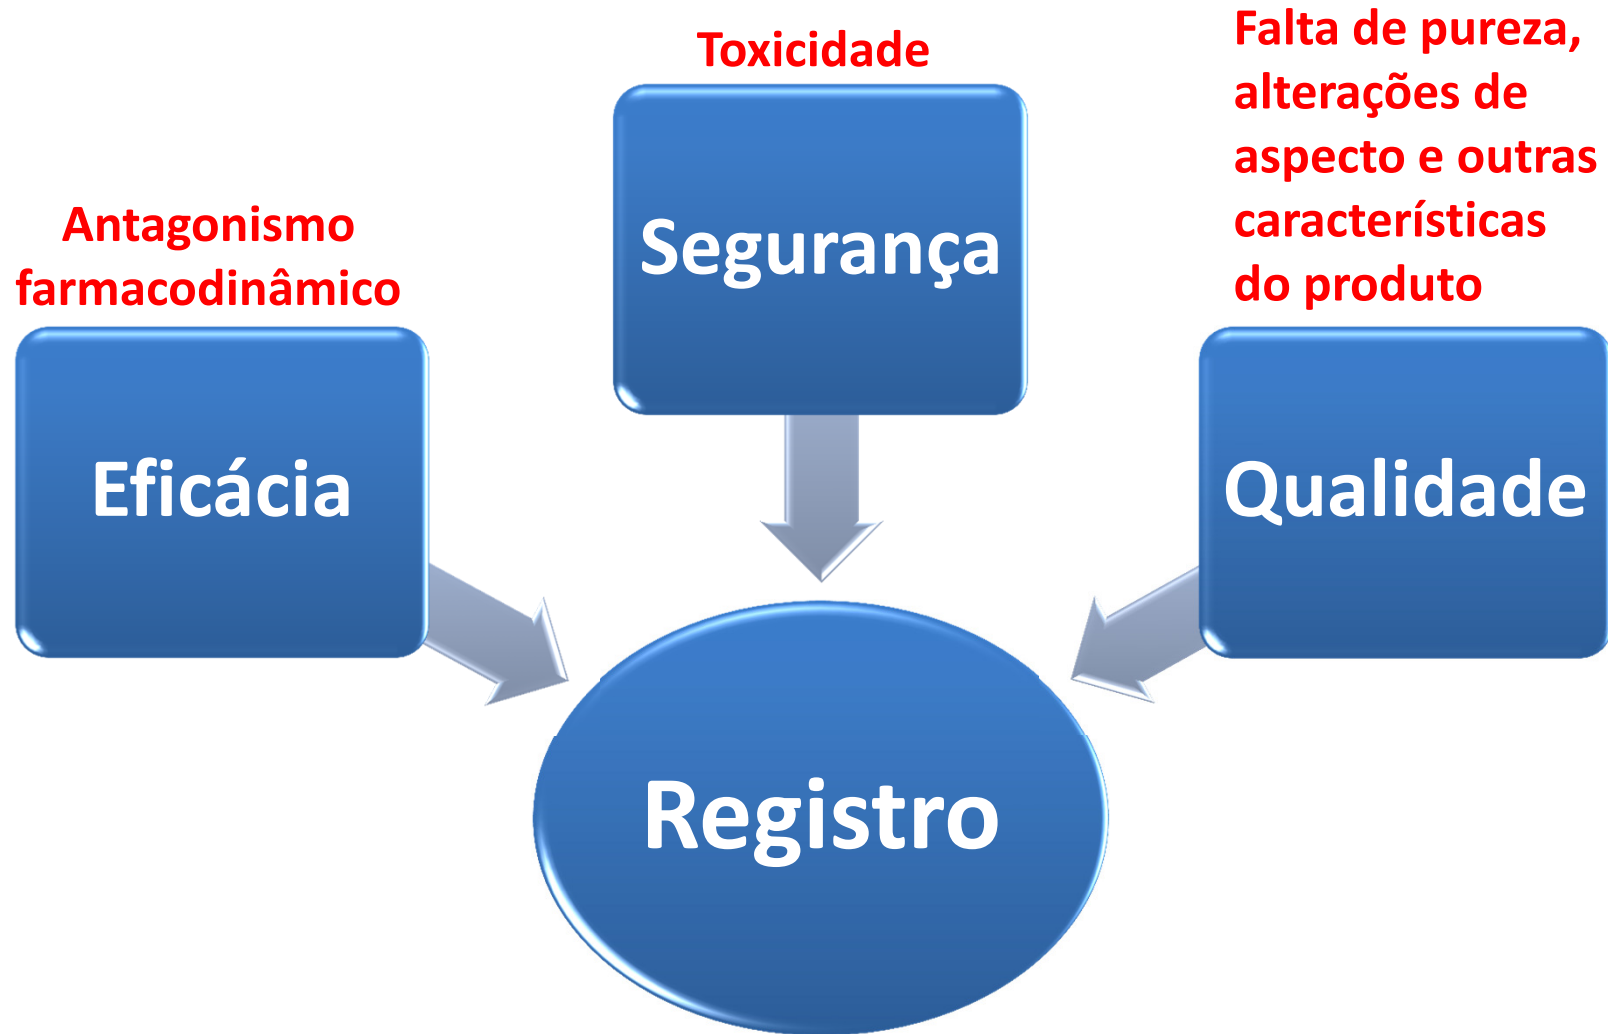 Antagonismo
farmacodinâmico
Eficácia
Toxicidade
Segurança
Falta de pureza,
alterações de
aspecto e outras
características
do produto
Qualidade
Registro